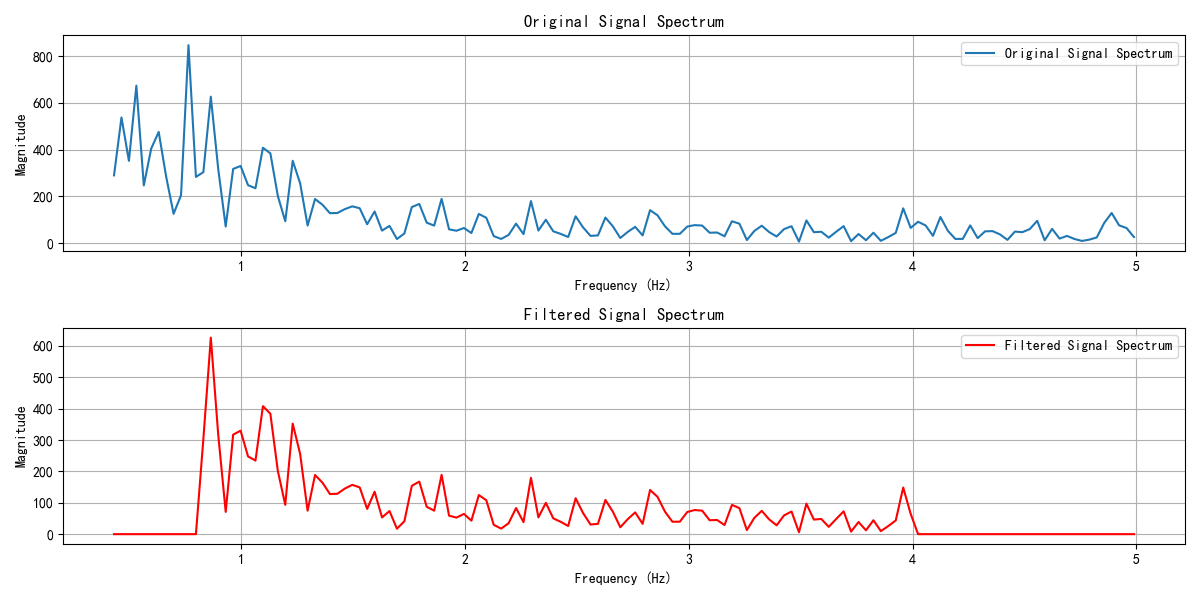 Original Signal Spectrum
Original Signal Spectrum
Magnitude
800
600
400
200
0
1 2 3 4 5
Frequency (Hz)
Filtered Signal Spectrum
Filtered Signal Spectrum
Magnitude
600
500
400
300
200
100
0
1 2 3 4 5
Frequency (Hz)